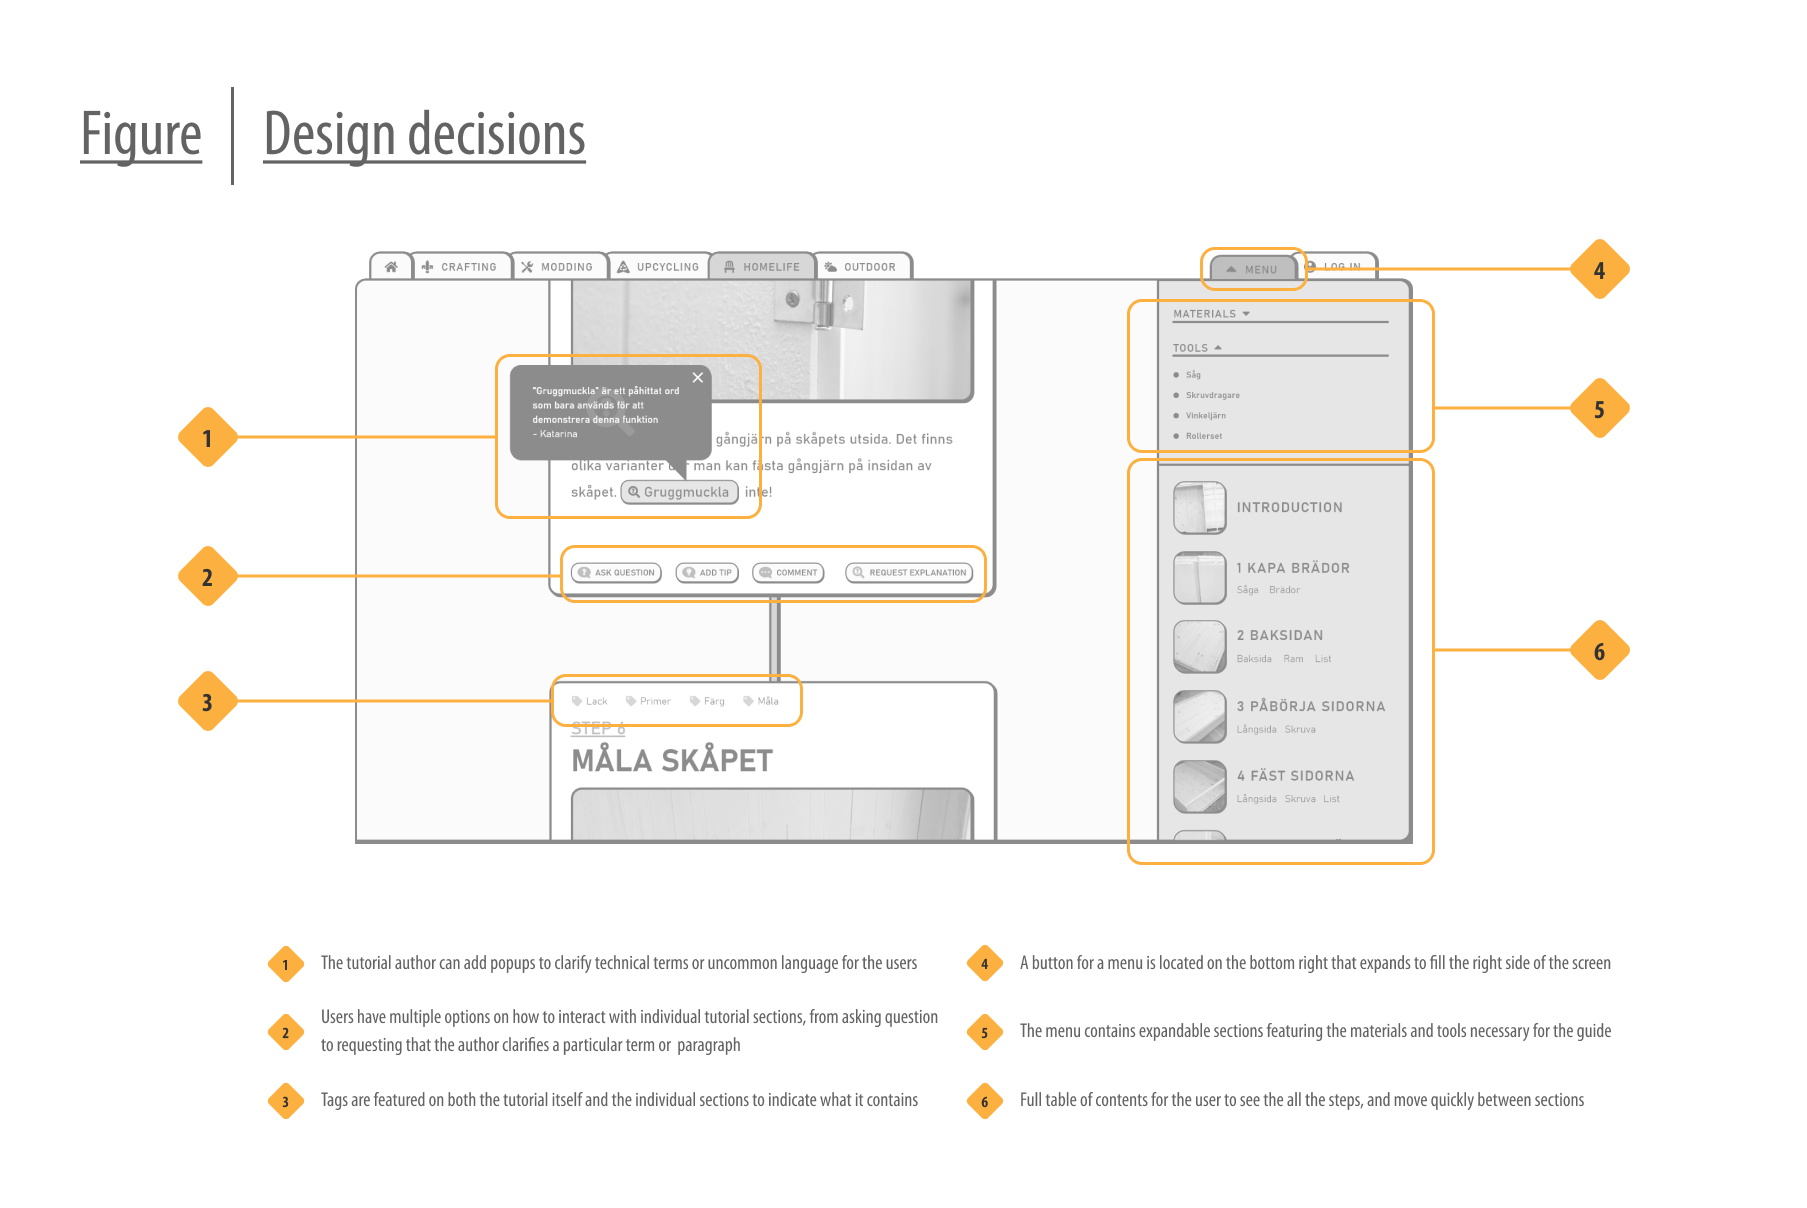 Figure
Design decisions
CRAFTING
MODDING
UPCYCLING
HOMELIFE
OUTDOOR
MENU
LOG IN
4
MATERIALS
TOOLS
Såg
Skruvdragare
Vinkeljärn
Rollerset
5
"Gruggmuckla" är ett påhittat ord
som bara används för att
demonstrera denna funktion
- Katarina
1
gångjärn på skåpets utsida. Det finns
olika varianter man kan fästa gångjärn på insidan av
skåpet. Gruggmuckla inte!
ASK QUESTION
ADD TIP
COMMENT
REQUEST EXPLANATION
2
Lack
Primer
Färg
Måla
3
STEP 6
MÅLA SKÅPET
INTRODUCTION
1 KAPA BRÄDOR
Såga Brädor
2 BAKSIDAN
Baksida Ram List
3 PÅBÖRJA SIDORNA
Långsida Skruva
4 FÄST SIDORNA
Långsida Skruva List
6
1 The tutorial author can add popups to clarify technical terms or uncommon language for the users
2 Users have multiple options on how to interact with individual tutorial sections, from asking question
to requesting that the author clarifies a particular term or paragraph
3 Tags are featured on both the tutorial itself and the individual sections to indicate what it contains
4 A button for a menu is located on the bottom right that expands to fill the right side of the screen
5 The menu contains expandable sections featuring the materials and tools necessary for the guide
6 Full table of contents for the user to see the all the steps, and move quickly between sections